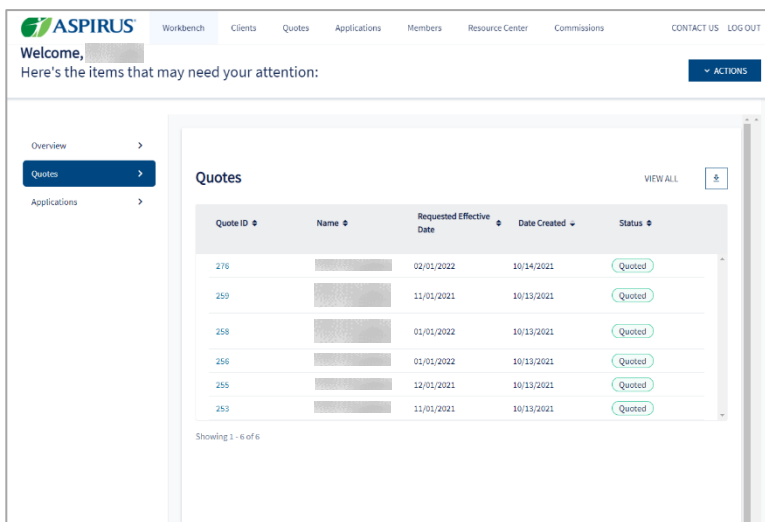 ASPIRUS
Workbench Clients Quotes Applications Members Resource Center Commissions CONTACT US LOG OUT
Welcome,
Here's the items that may need your attention:
ACTIONS
Overview
Quotes
Applications
Quotes
VIEW ALL
Quote ID Name Requested Effective Date Date Created Status
276 02/01/2022 10/14/2021 Quoted
259 11/01/2021 10/13/2021 Quoted
258 01/01/2022 10/13/2021 Quoted
256 01/01/2022 10/13/2021 Quoted
255 12/01/2021 10/13/2021 Quoted
253 11/01/2021 10/13/2021 Quoted
Showing 1 - 6 of 6